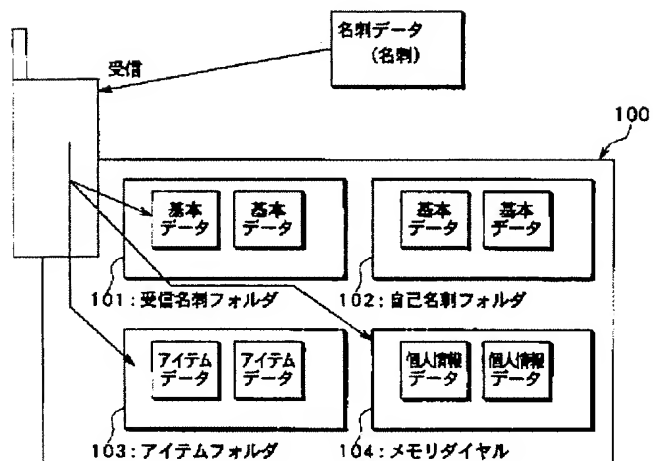 名刺データ
(名刺)
受信
100
基本
データ
基本
データ
基本
データ
基本
データ
101:受信名刺フォルダ
102:自己名刺フォルダ
アイテム
データ
アイテム
データ
個人情報
データ
個人情報
データ
103:アイテムフォルダ
104:メモリダイヤル